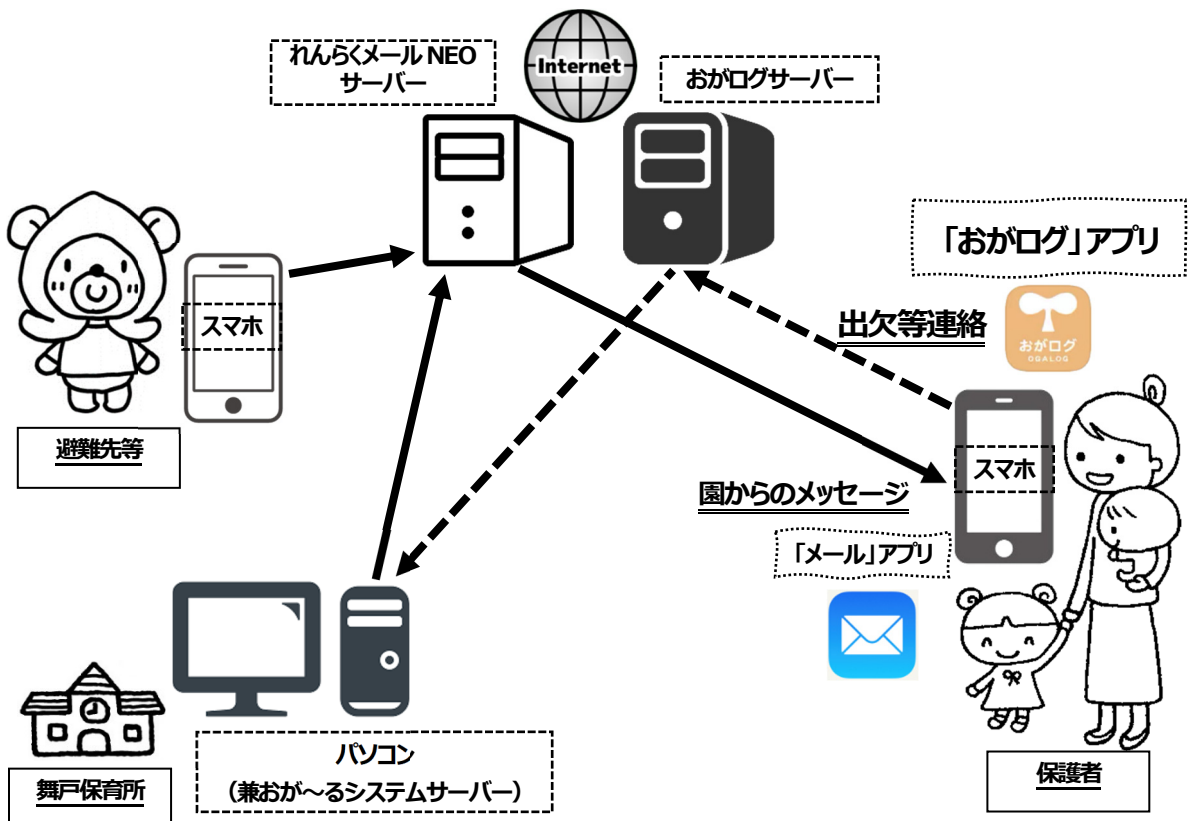 れんらくメール NEO
サーバー
Internet
おがログサーバー
「おがログ」アプリ
スマホ
出欠等連絡
おがログ
OGALOG
避難先等
スマホ
園からのメッセージ
「メール」アプリ
パソコン
（兼おが～るシステムサーバー）
舞戸保育所
保護者